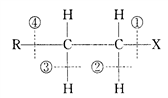 ④ H H ①
R C C X
③ ②
H H